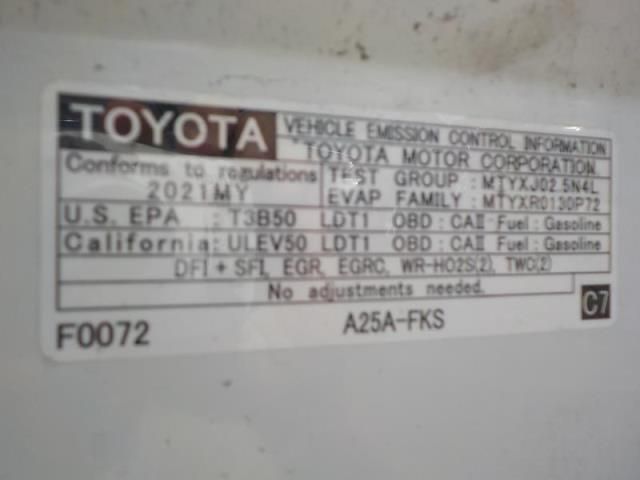 TOYOTA VEHICLE EMISSION CONTROL INFORMATION
TOYOTA MOTOR CORPORATION
Conforms to regulations TEST GROUP : MTYXJ02.5N4L
2021MY EVAP FAMILY : MTYXR0130P72
U.S. EPA : T3B50 LDT1 OBD : CAII Fuel : Gasoline
California : ULEV50 LDT1 OBD : CAII Fuel : Gasoline
DFI + SFI, EGR, EGRC, WR-HO2S(2), TWC(2)
No adjustments needed.
C7
F0072 A25A-FKS